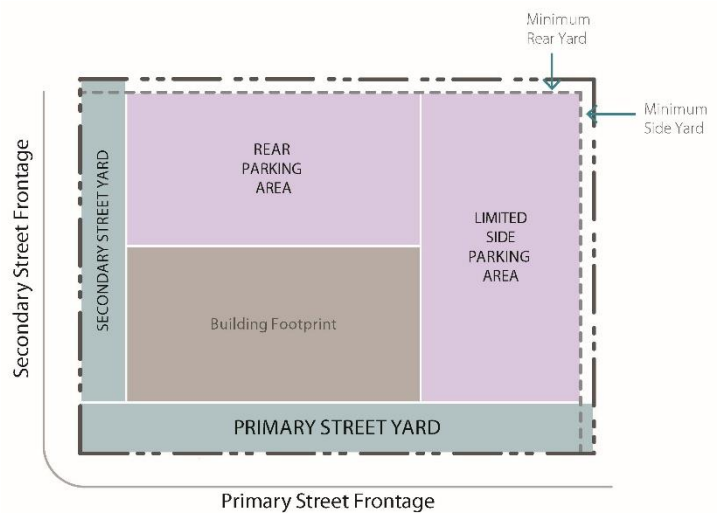 Minimum
Rear Yard
Minimum
Side Yard
REAR
PARKING
AREA
LIMITED
SIDE
PARKING
AREA
SECONDARY STREET YARD
Secondary Street Frontage
Building Footprint
PRIMARY STREET YARD
Primary Street Frontage